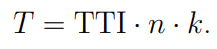 T = TTI · n · k.